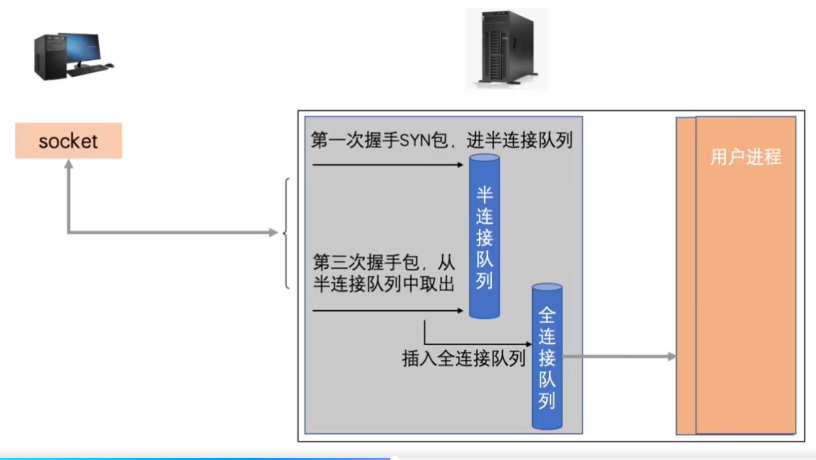 socket
第一次握手SYN包，进半连接队列
半连接队列
第三次握手包，从
半连接队列中取出
插入全连接队列
全连接队列
用户进程